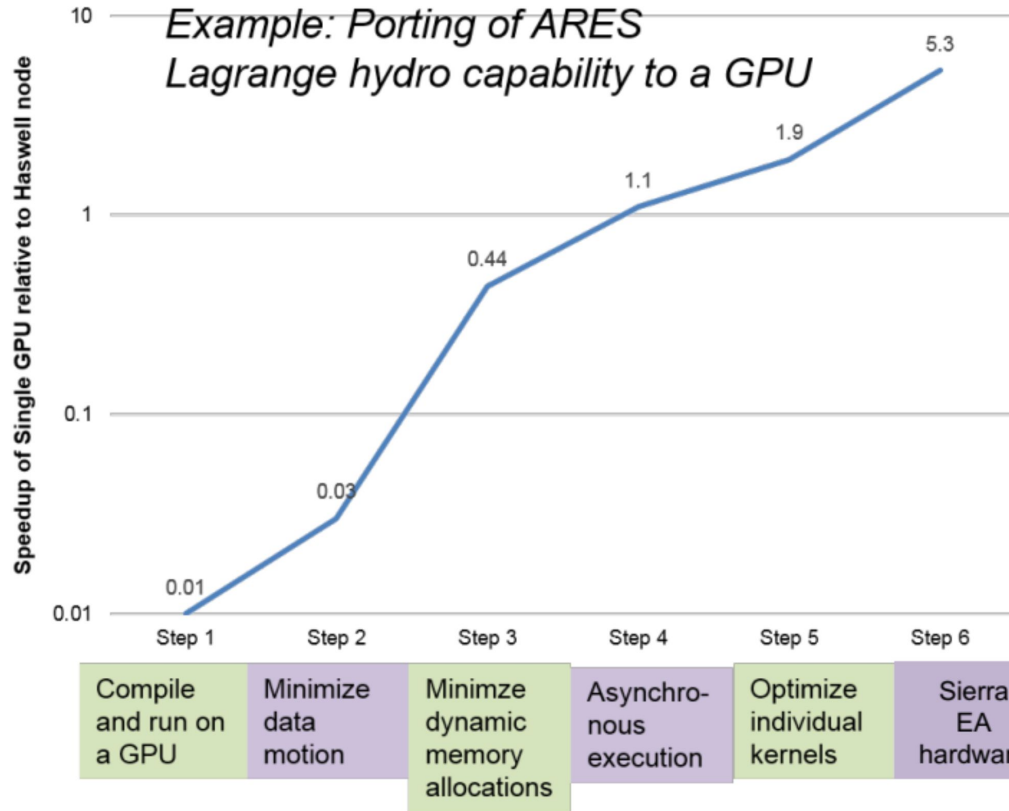 Example: Porting of ARES
Lagrange hydro capability to a GPU
Speedup of Single GPU relative to Haswell node
10
1
0.1
0.01
0.01
0.03
0.44
1.1
1.9
5.3
Step 1
Step 2
Step 3
Step 4
Step 5
Step 6
Compile
and run on
a GPU
Minimize
data
motion
Minimze
dynamic
memory
allocations
Asynchro-
nous
execution
Optimize
individual
kernels
Sierra
EA
hardwar